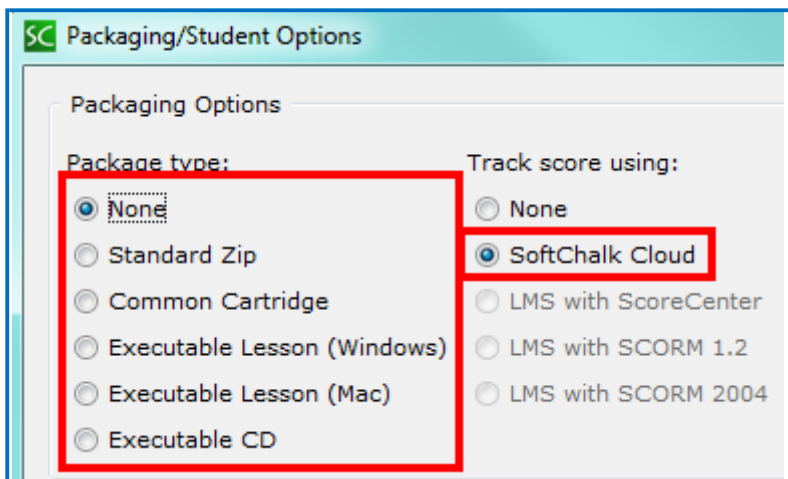 SC Packaging/Student Options
Packaging Options
Package type:
None
Standard Zip
Common Cartridge
Executable Lesson (Windows)
Executable Lesson (Mac)
Executable CD
Track score using:
None
SoftChalk Cloud
LMS with ScoreCenter
LMS with SCORM 1.2
LMS with SCORM 2004